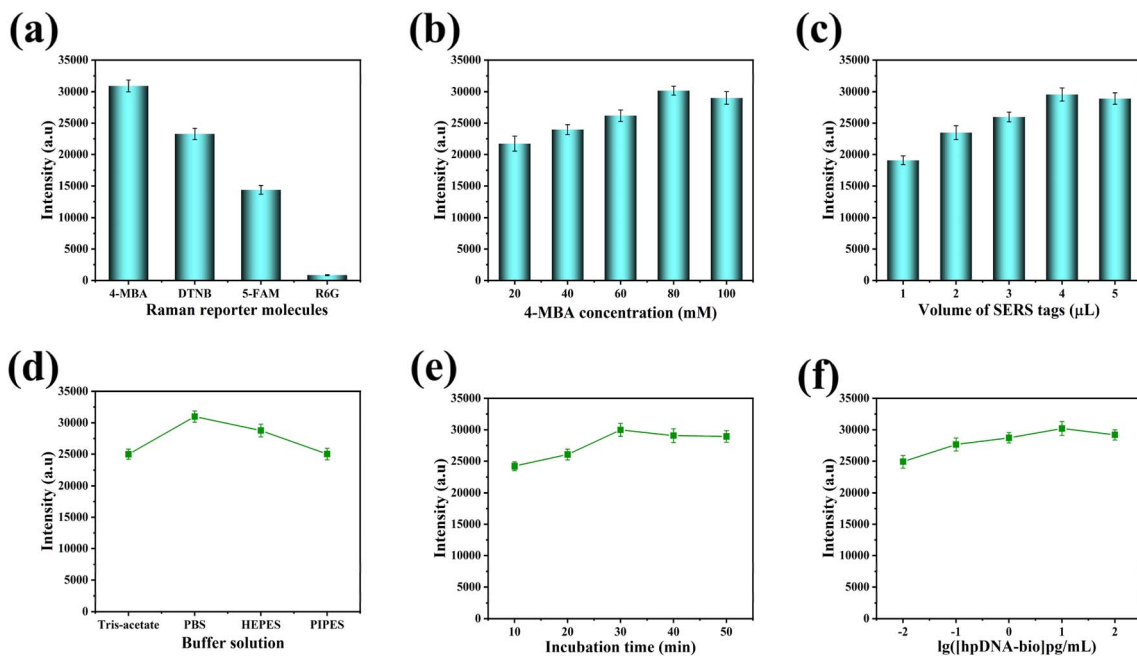 (a)
35000
30000
25000
20000
15000
10000
5000
0
Intensity (a.u)
4-MBA DTNB 5-FAM R6G
Raman reporter molecules
(b)
35000
30000
25000
20000
15000
10000
5000
0
Intensity (a.u)
20 40 60 80 100
4-MBA concentration (mM)
(c)
35000
30000
25000
20000
15000
10000
5000
0
Intensity (a.u)
1 2 3 4 5
Volume of SERS tags (μL)
(d)
35000
30000
25000
20000
15000
10000
5000
0
Intensity (a.u)
Tris-acetate PBS HEPES PIPES
Buffer solution
(e)
35000
30000
25000
20000
15000
10000
5000
0
Intensity (a.u)
10 20 30 40 50
Incubation time (min)
(f)
35000
30000
25000
20000
15000
10000
5000
0
Intensity (a.u)
-2 -1 0 1 2
lg([hpDNA-bio]pg/mL)